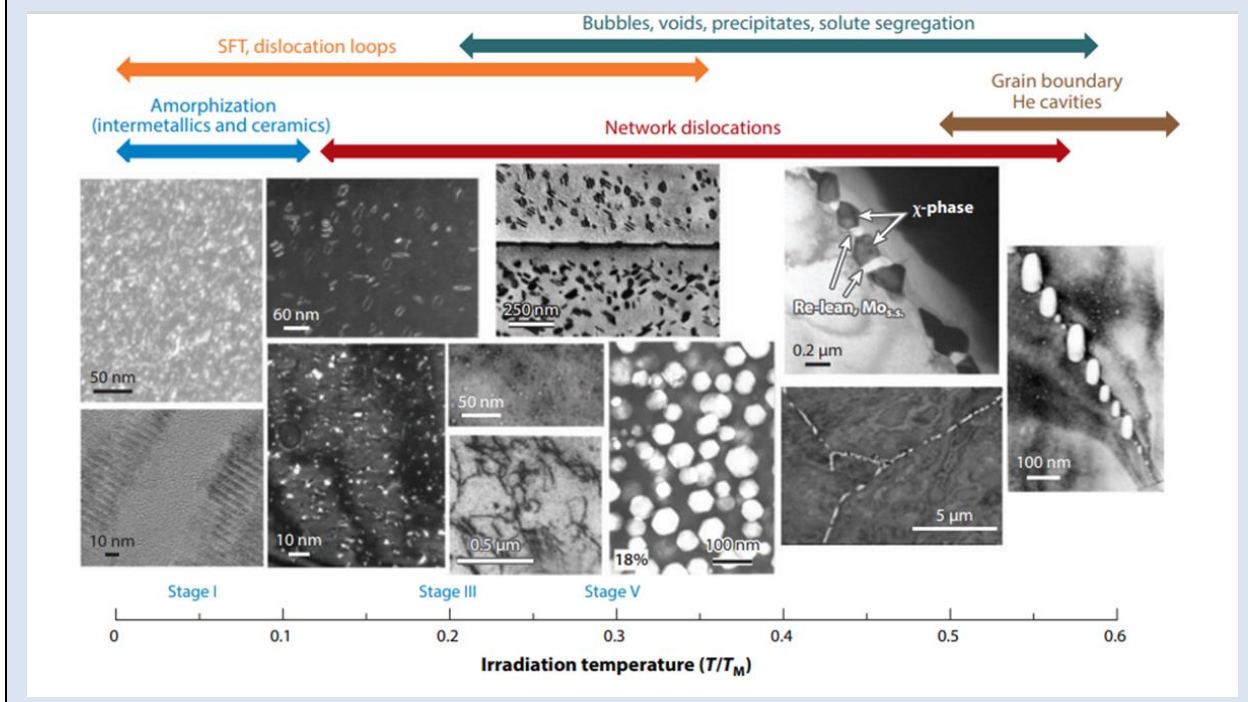 Bubbles, voids, precipitates, solute segregation
SFT, dislocation loops
Grain boundary
He cavities
Amorphization
(intermetallics and ceramics)
Network dislocations
50 nm
60 nm
250 nm
χ-phase
Re-lean, Mos.s.
0.2 μm
100 nm
10 nm
10 nm
50 nm
0.5 μm
18%
100 nm
5 μm
Stage I
Stage III
Stage V
0
0.1
0.2
0.3
0.4
0.5
0.6
Irradiation temperature (T/TM)